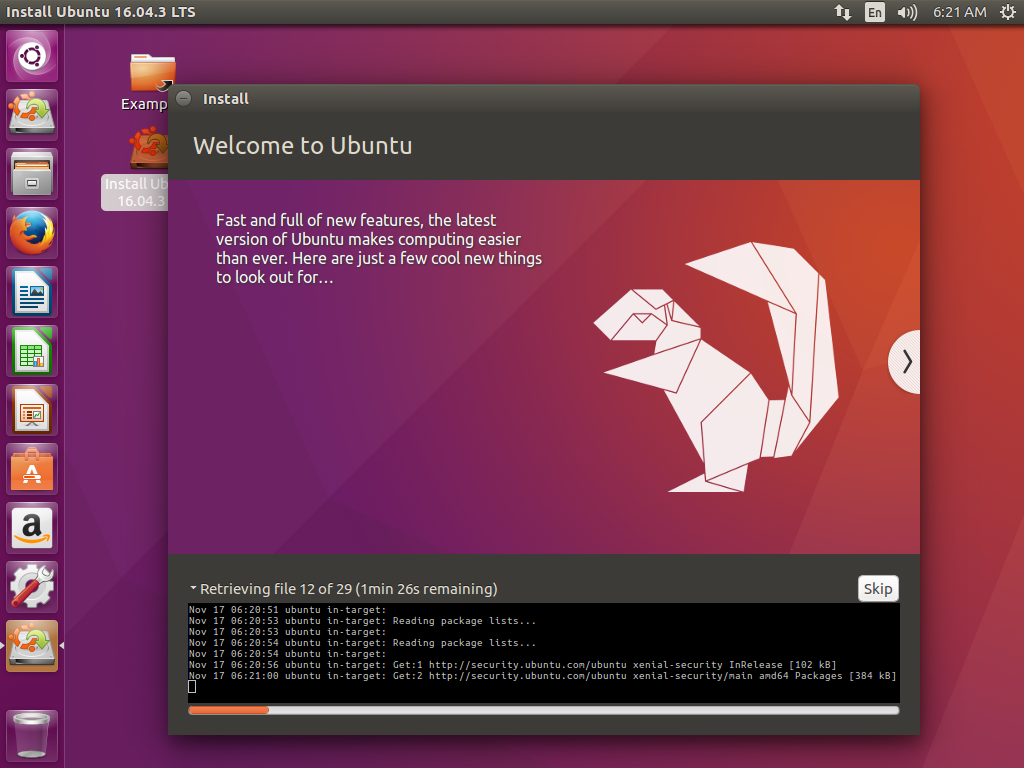 Install Ubuntu 16.04.3 LTS
En
6:21 AM
Examp
Install Ub
16.04.3
Install
Welcome to Ubuntu
Fast and full of new features, the latest
version of Ubuntu makes computing easier
than ever. Here are just a few cool new things
to look out for…
Retrieving file 12 of 29 (1min 26s remaining)
Skip
Nov 17 06:20:51 ubuntu in-target:
Nov 17 06:20:53 ubuntu in-target: Reading package lists...
Nov 17 06:20:53 ubuntu in-target:
Nov 17 06:20:54 ubuntu in-target: Reading package lists...
Nov 17 06:20:54 ubuntu in-target:
Nov 17 06:20:56 ubuntu in-target: Get:1 http://security.ubuntu.com/ubuntu xenial-security InRelease [102 kB]
Nov 17 06:21:00 ubuntu in-target: Get:2 http://security.ubuntu.com/ubuntu xenial-security/main amd64 Packages [384 kB]